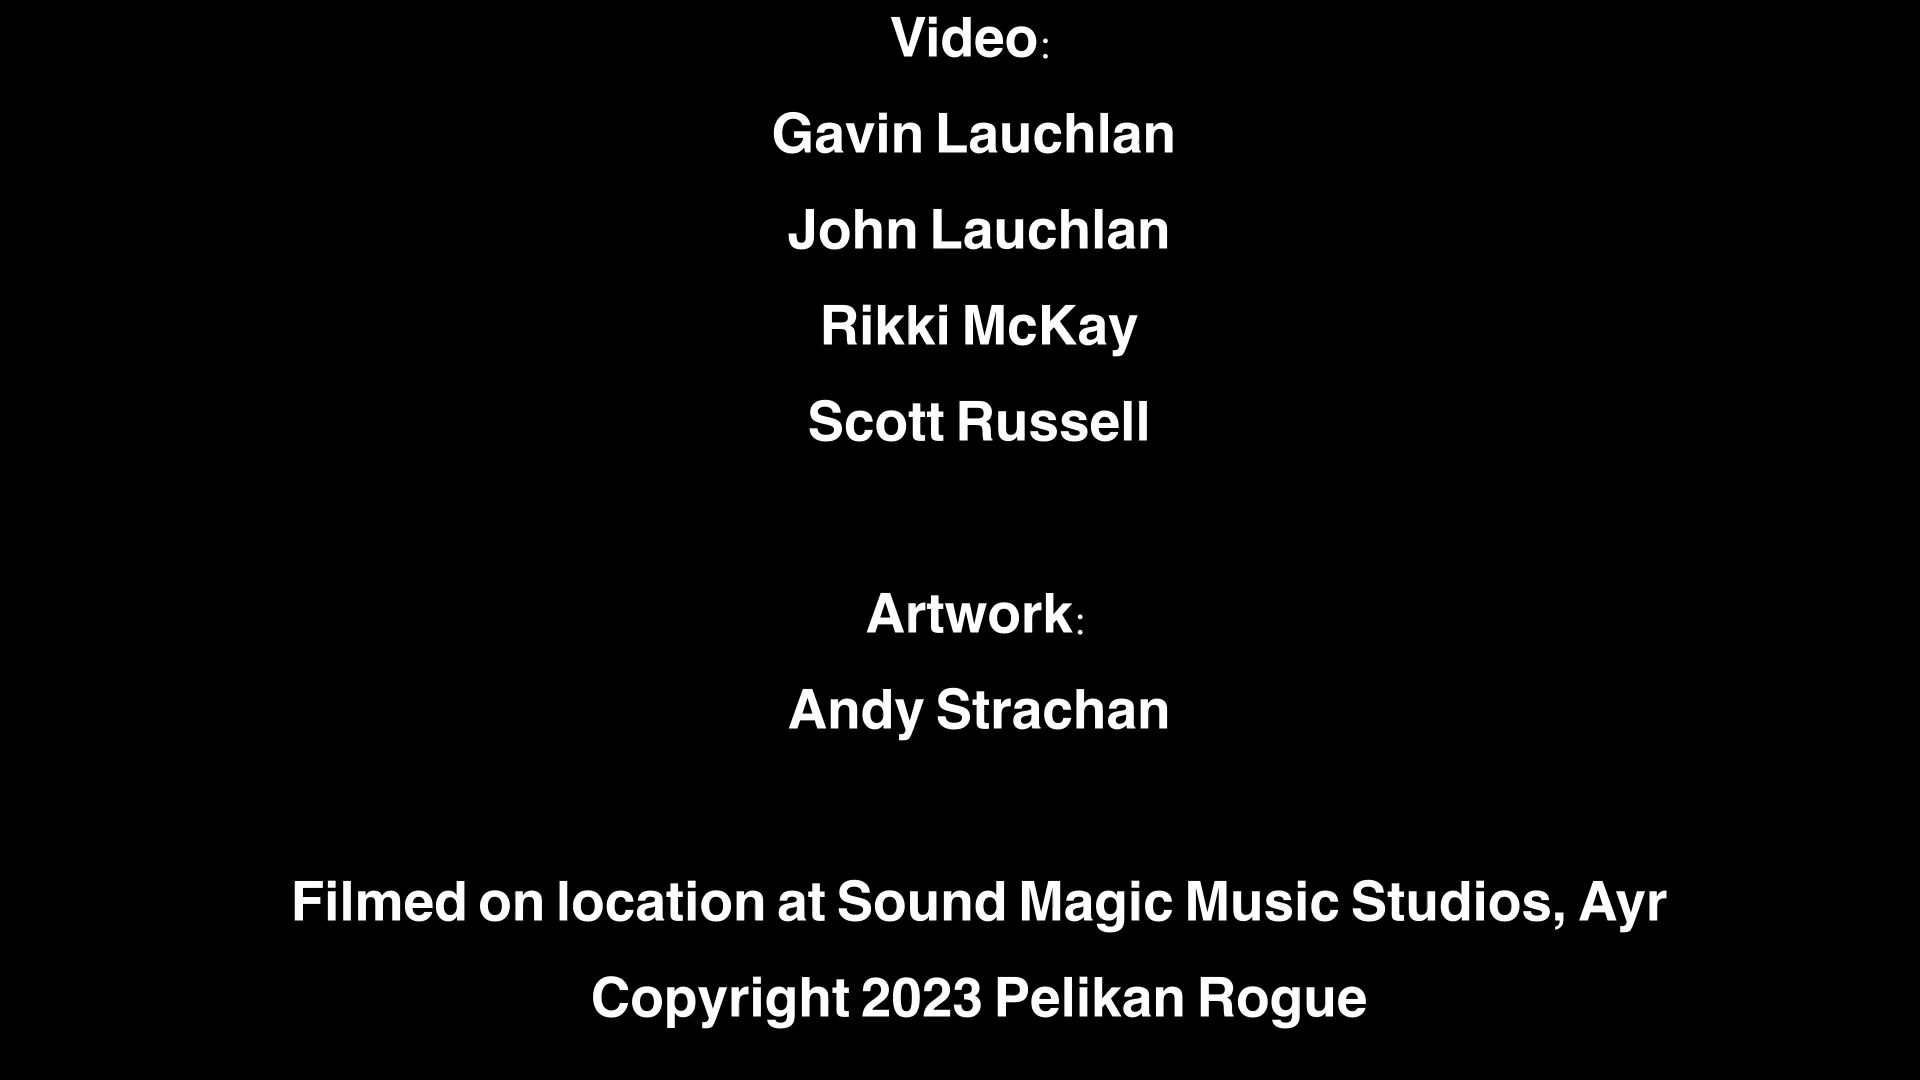 Video:
Gavin Lauchlan
John Lauchlan
Rikki McKay
Scott Russell
Artwork:
Andy Strachan
Filmed on location at Sound Magic Music Studios, Ayr
Copyright 2023 Pelikan Rogue